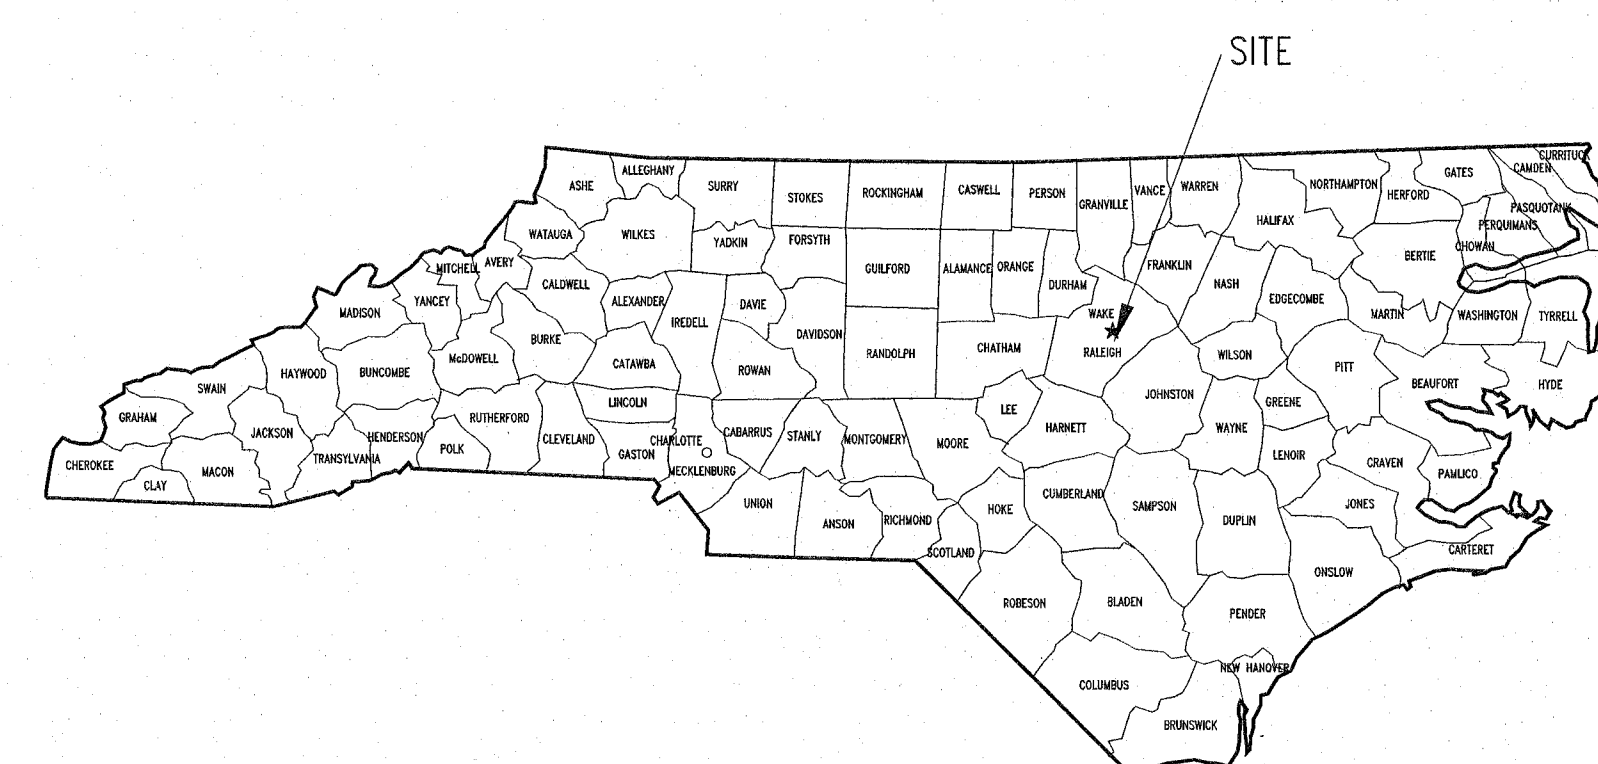 SITE
CURRITUCK
ALLEGHANY
CAMDEN
GATES
ASHE
SURRY
STOKES
ROCKINGHAM
CASWELL
PERSON
GRANVILLE
VANCE
WARREN
NORTHAMPTON
HERFORD
PASQUOTANK
HALIFAX
PERQUIMANS
WATAUGA
WILKES
YADKIN
FORSYTH
CHOWAN
BERTIE
MITCHELL
AVERY
GUILFORD
ALAMANCE
ORANGE
FRANKLIN
CALDWELL
DURHAM
NASH
YANCEY
ALEXANDER
DAVIE
EDGECOMBE
MADISON
IREDELL
WAKE
MARTIN
WASHINGTON
TYRRELL
DAVIDSON
BURKE
McDOWELL
RANDOLPH
CHATHAM
RALEIGH
WILSON
HAYWOOD
BUNCOMBE
CATAWBA
ROWAN
PITT
SWAIN
BEAUFORT
HYDE
JOHNSTON
LINCOLN
LEE
GREENE
GRAHAM
RUTHERFORD
JACKSON
HENDERSON
CLEVELAND
CHARLOTTE
CABARRUS
STANLY
MONTGOMERY
MOORE
HARNETT
WAYNE
POLK
GASTON
LENOIR
TRANSYLVANIA
CHEROKEE
MACON
MECKLENBURG
CRAVEN
PAMLICO
CLAY
UNION
CUMBERLAND
SAMPSON
JONES
HOKE
ANSON
RICHMOND
DUPLIN
SCOTLAND
CARTERET
ONSLOW
ROBESON
BLADEN
PENDER
NEW HANOVER
COLUMBUS
BRUNSWICK